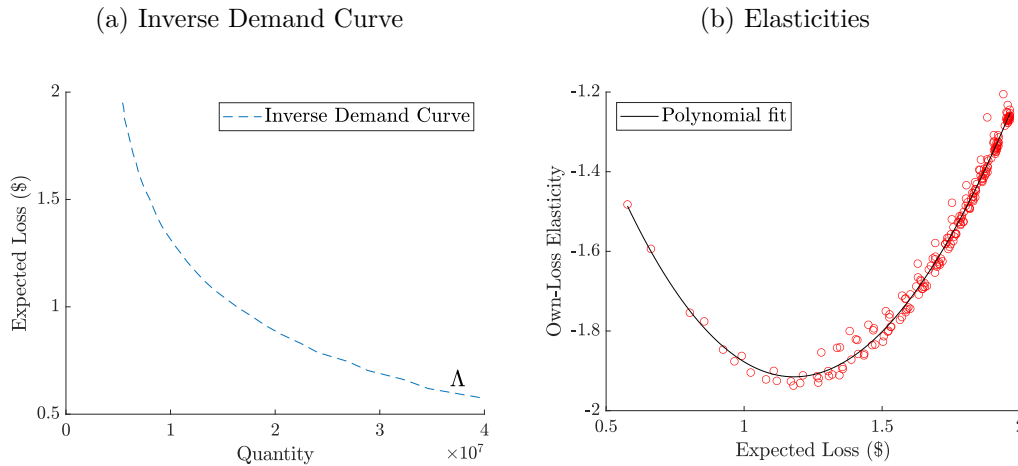 (a) Inverse Demand Curve
2
1.5
1
0.5
Expected Loss ($)
Inverse Demand Curve
Λ
0
1
2
3
4
Quantity
×10⁷
(b) Elasticities
-1.2
-1.4
-1.6
-1.8
-2
Own-Loss Elasticity
Polynomial fit
0.5
1
1.5
2
Expected Loss ($)